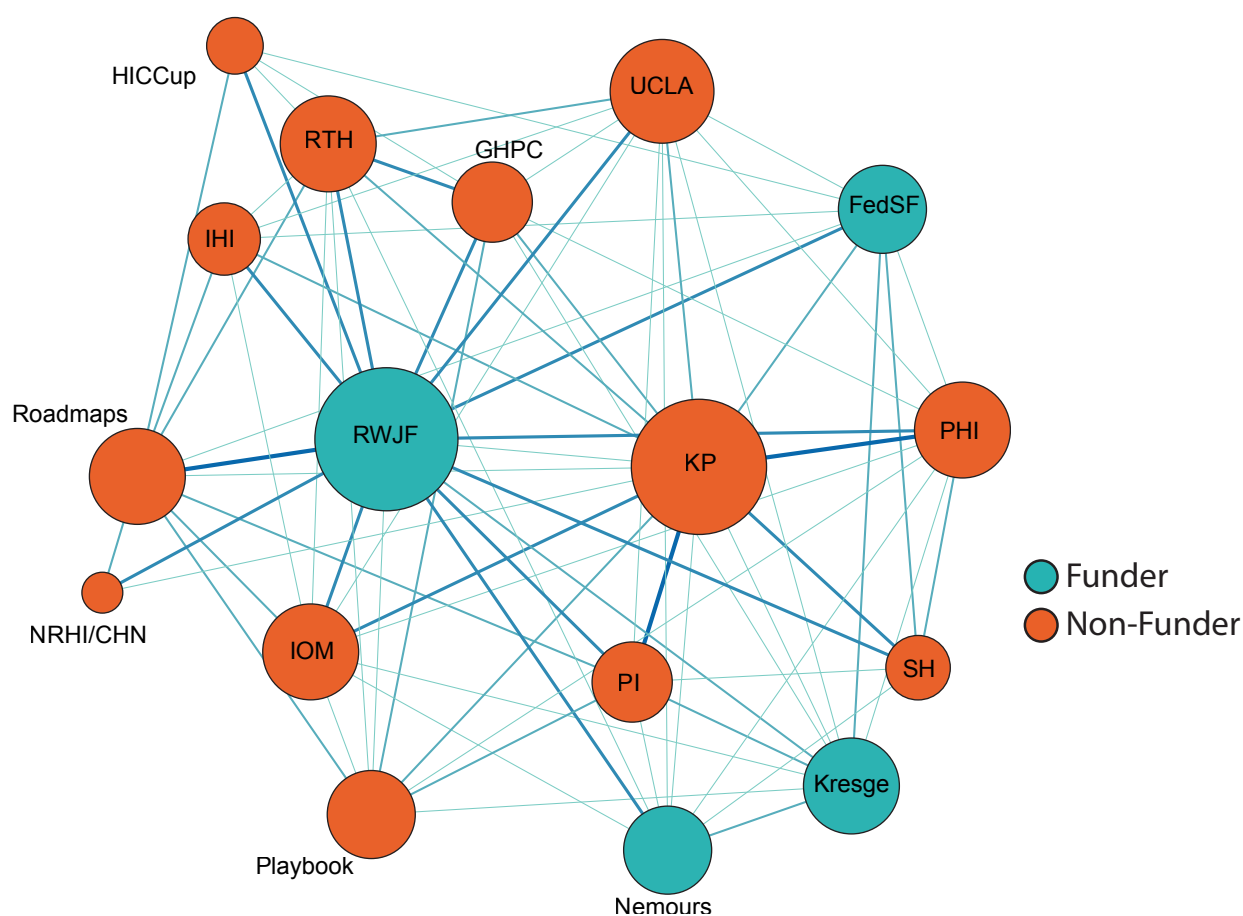 HICCup
UCLA
RTH
GHPC
FedSF
IHI
Roadmaps
RWJF
KP
PHI
Funder
Non-Funder
NRHI/CHN
IOM
PI
SH
Kresge
Playbook
Nemours